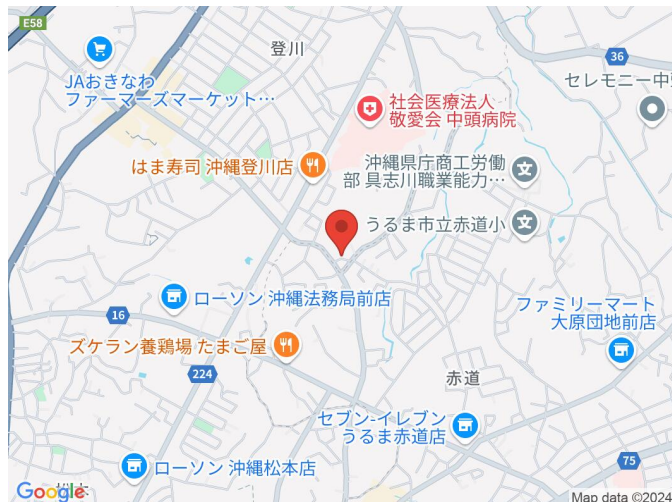 E58
登川
36
JAおきなわ
ファーマーズマーケット…
社会医療法人
敬愛会 中頭病院
セレモニー中
はま寿司 沖縄登川店
沖縄県庁商工労働
部 具志川職業能力…
文
うるま市立赤道小
文
ローソン 沖縄法務局前店
16
ファミリーマート
大原団地前店
ズケラン養鶏場 たまご屋
224
赤道
セブン-イレブン
うるま赤道店
75
ローソン 沖縄松本店
Google
Map data ©2024